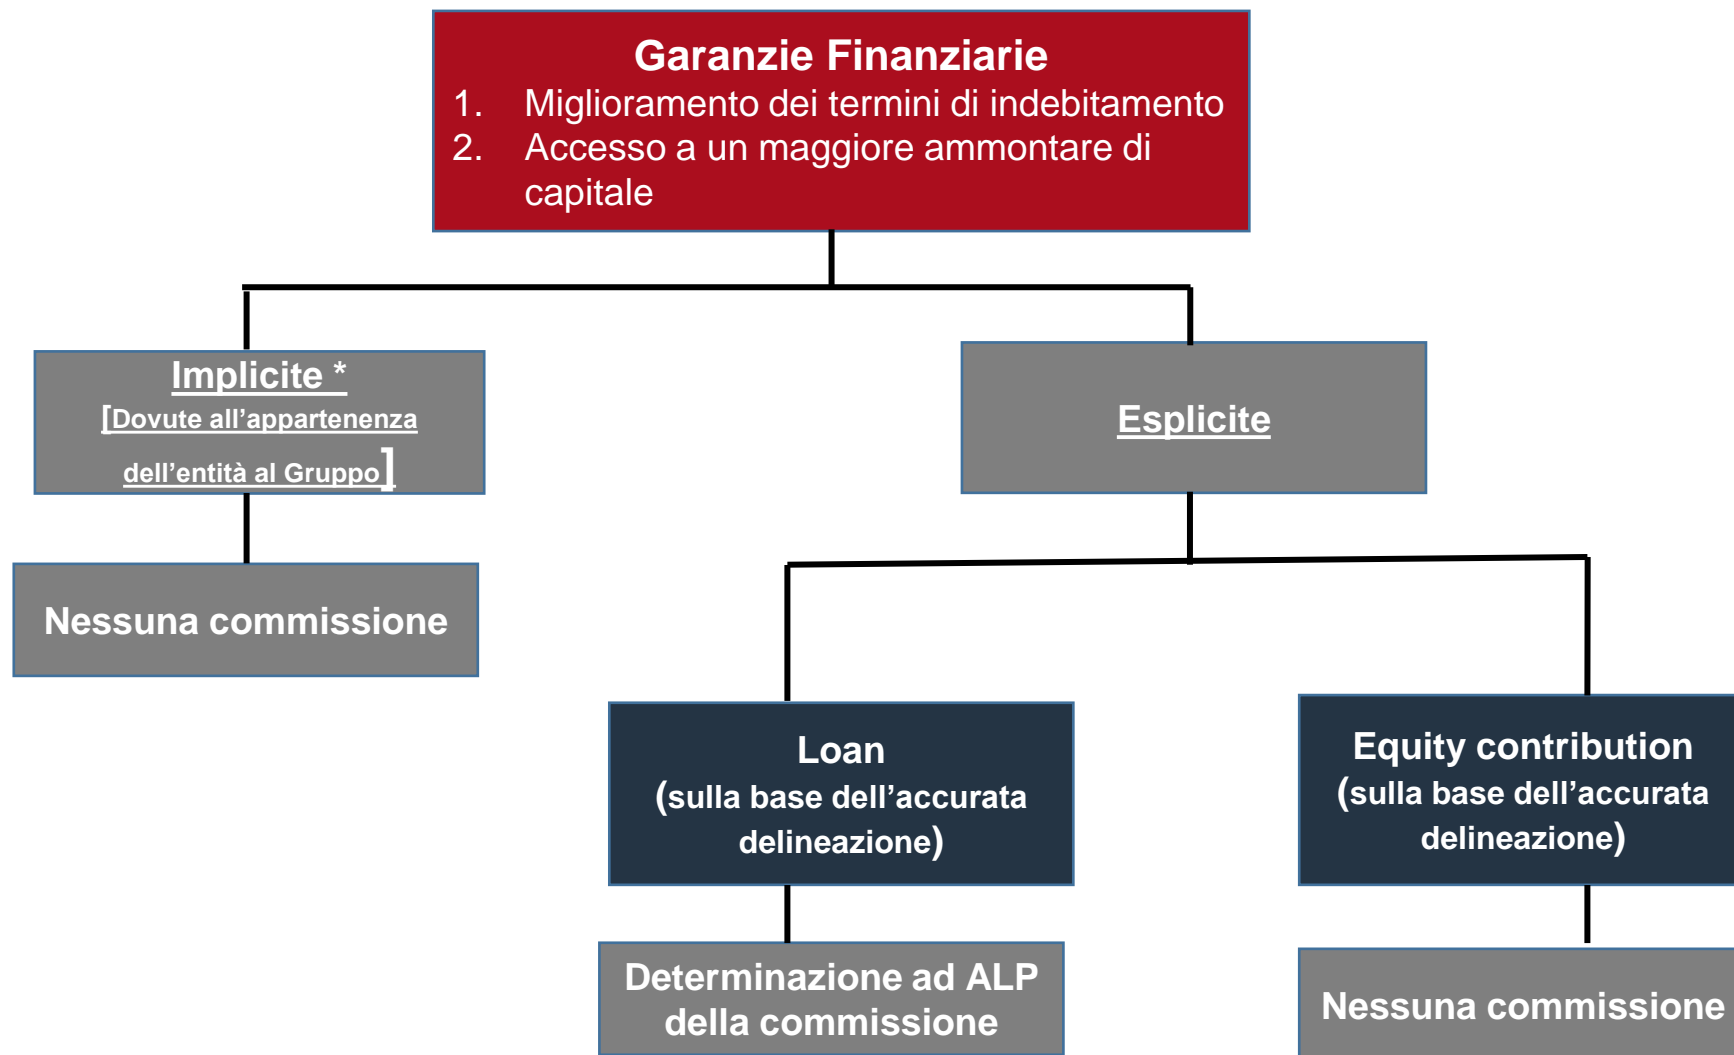 Garanzie Finanziarie
1. Miglioramento dei termini di indebitamento
2. Accesso a un maggiore ammontare di
capitale
Implicite *
[Dovute all’appartenenza
dell’entità al Gruppo]
Esplicite
Nessuna commissione
Loan
(sulla base dell’accurata
delineazione)
Equity contribution
(sulla base dell’accurata
delineazione)
Determinazione ad ALP
della commissione
Nessuna commissione